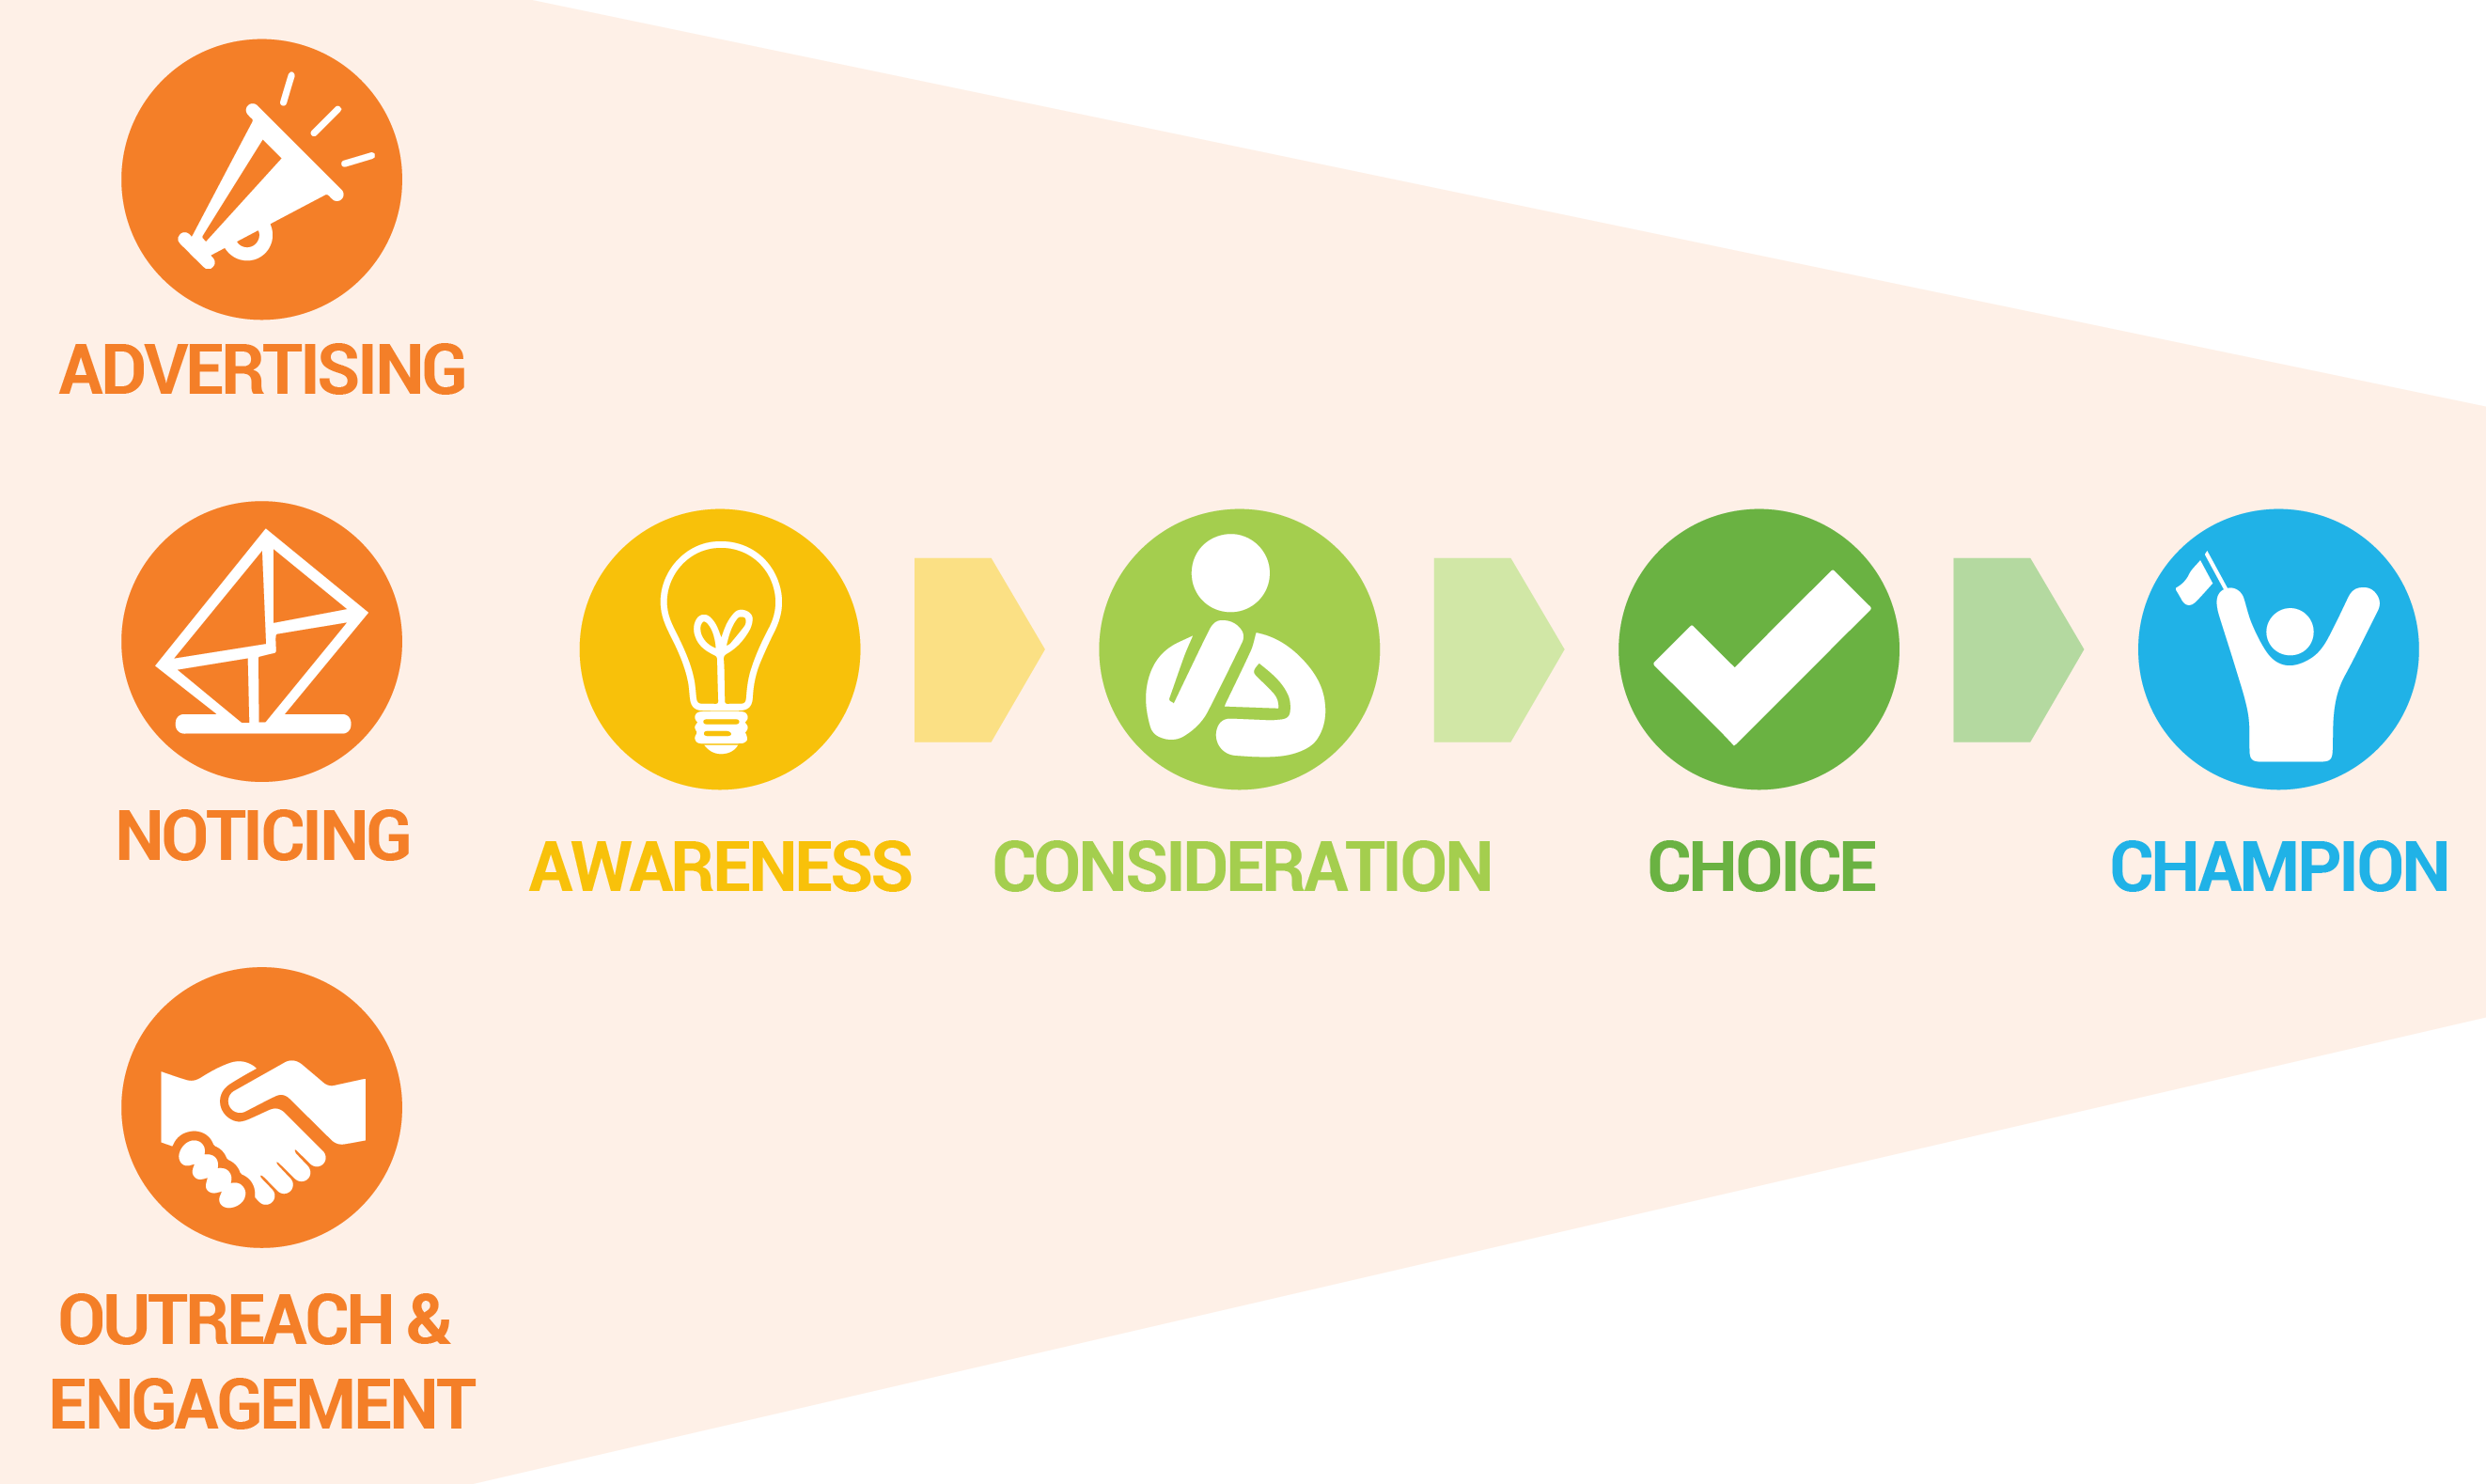 ADVERTISING
NOTICING
AWARENESS
CONSIDERATION
CHOICE
CHAMPION
OUTREACH &
ENGAGEMENT